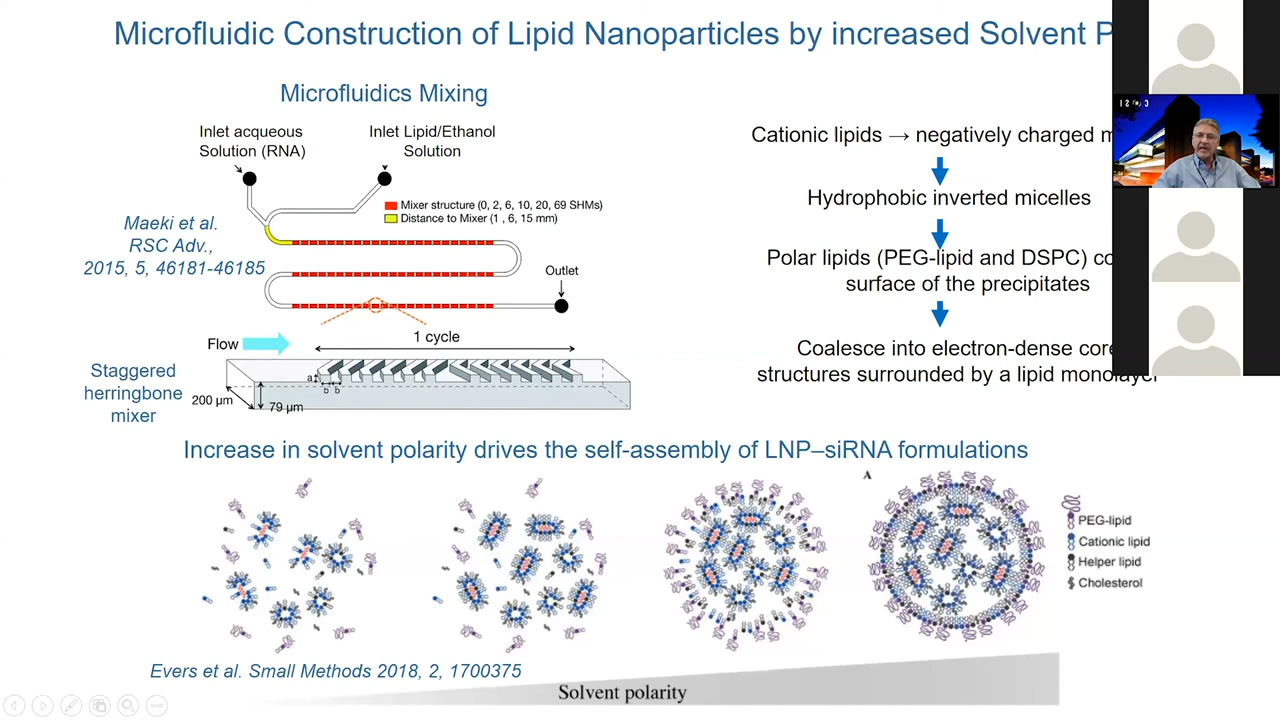 Microfluidic Construction of Lipid Nanoparticles by increased Solvent P
Microfluidics Mixing
Inlet acqueous
Solution (RNA)
Inlet Lipid/Ethanol
Solution
Mixer structure (0, 2, 6, 10, 20, 69 SHMs)
Distance to Mixer (1 , 6, 15 mm)
Maeki et al.
RSC Adv.,
2015, 5, 46181-46185
Outlet
1 cycle
Flow
a
b b
200 μm
79 μm
Staggered
herringbone
mixer
Cationic lipids → negatively charged
Hydrophobic inverted micelles
Polar lipids (PEG-lipid and DSPC)
surface of the precipitates
Coalesce into electron-dense core
structures surrounded by a lipid monolayer
Increase in solvent polarity drives the self-assembly of LNP–siRNA formulations
A
PEG-lipid
Cationic lipid
Helper lipid
Cholesterol
Evers et al. Small Methods 2018, 2, 1700375
Solvent polarity